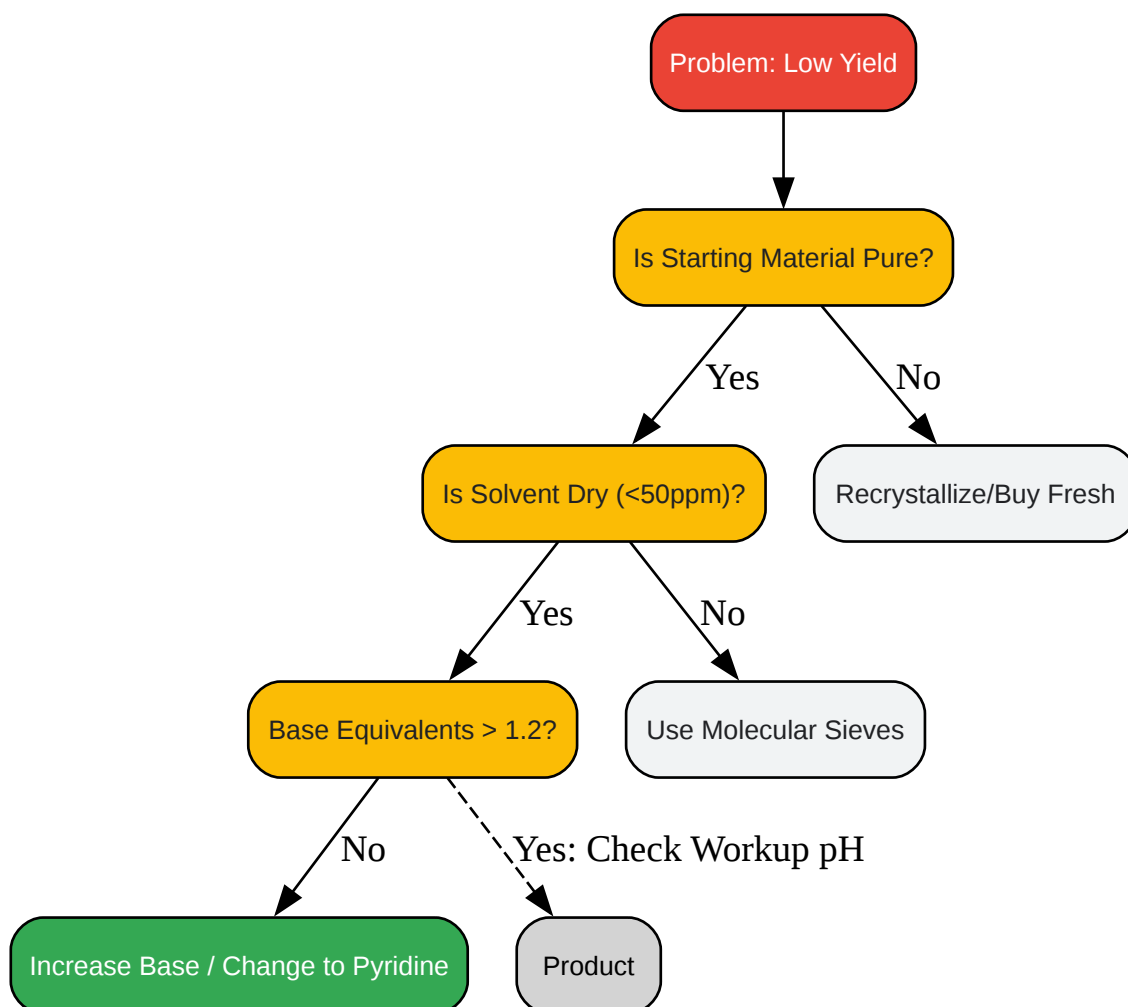 Problem: Low Yield
Is Starting Material Pure?
Yes
No
Is Solvent Dry (<50ppm)?
Recrystallize/Buy Fresh
Yes
No
Base Equivalents > 1.2?
Use Molecular Sieves
No
Yes: Check Workup pH
Increase Base / Change to Pyridine
Product